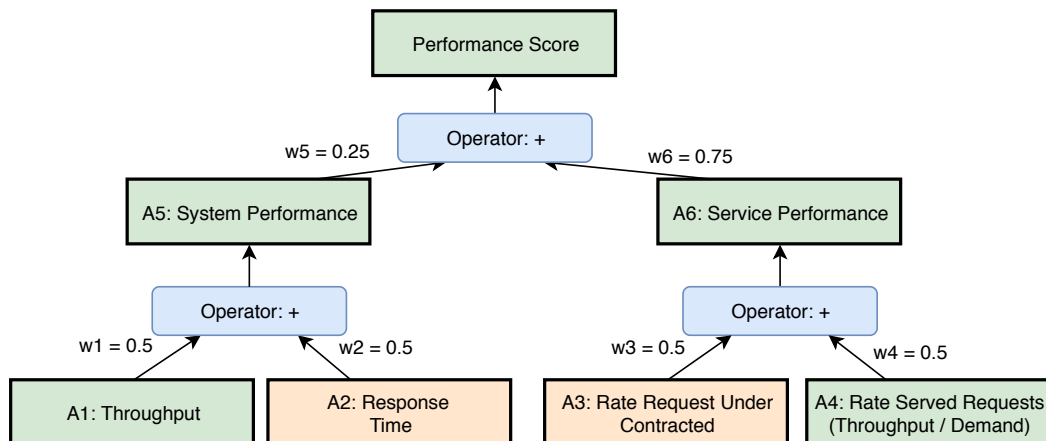 Performance Score
Operator: +
w5 = 0.25
w6 = 0.75
A5: System Performance
A6: Service Performance
Operator: +
Operator: +
w1 = 0.5
w2 = 0.5
w3 = 0.5
w4 = 0.5
A1: Throughput
A2: Response
Time
A3: Rate Request Under
Contracted
A4: Rate Served Requests
(Throughput / Demand)